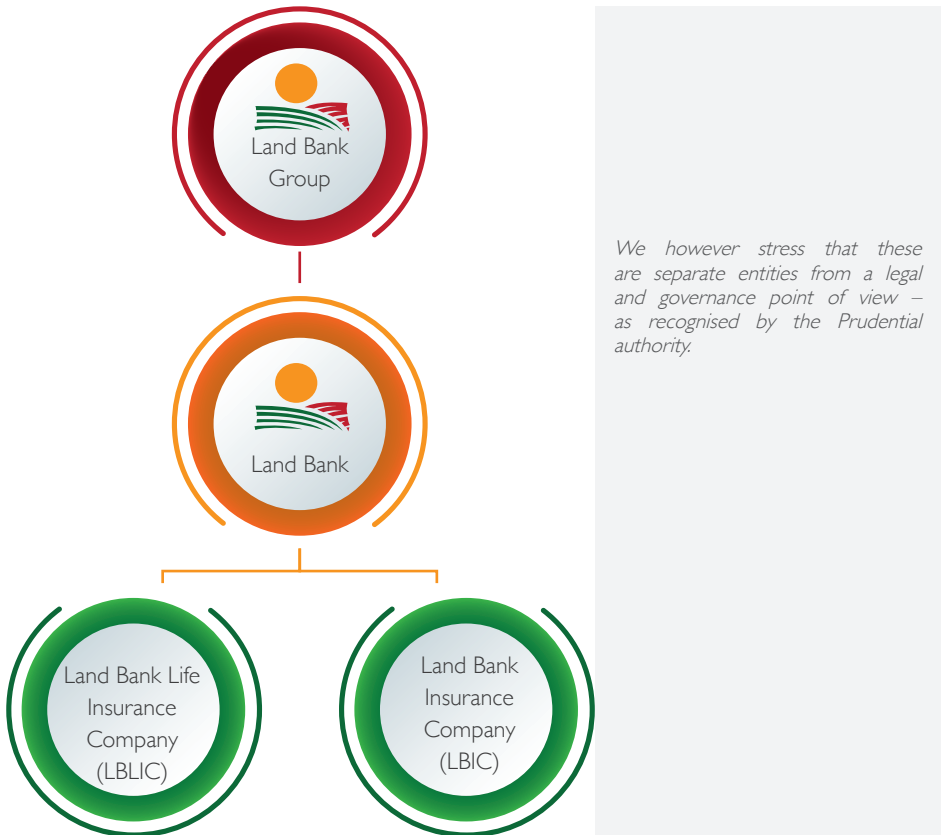 Land Bank
Group
We however stress that these
are separate entities from a legal
and governance point of view –
as recognised by the Prudential
authority.
Land Bank
Land Bank Life
Insurance
Company
(LBLIC)
Land Bank
Insurance
Company
(LBIC)